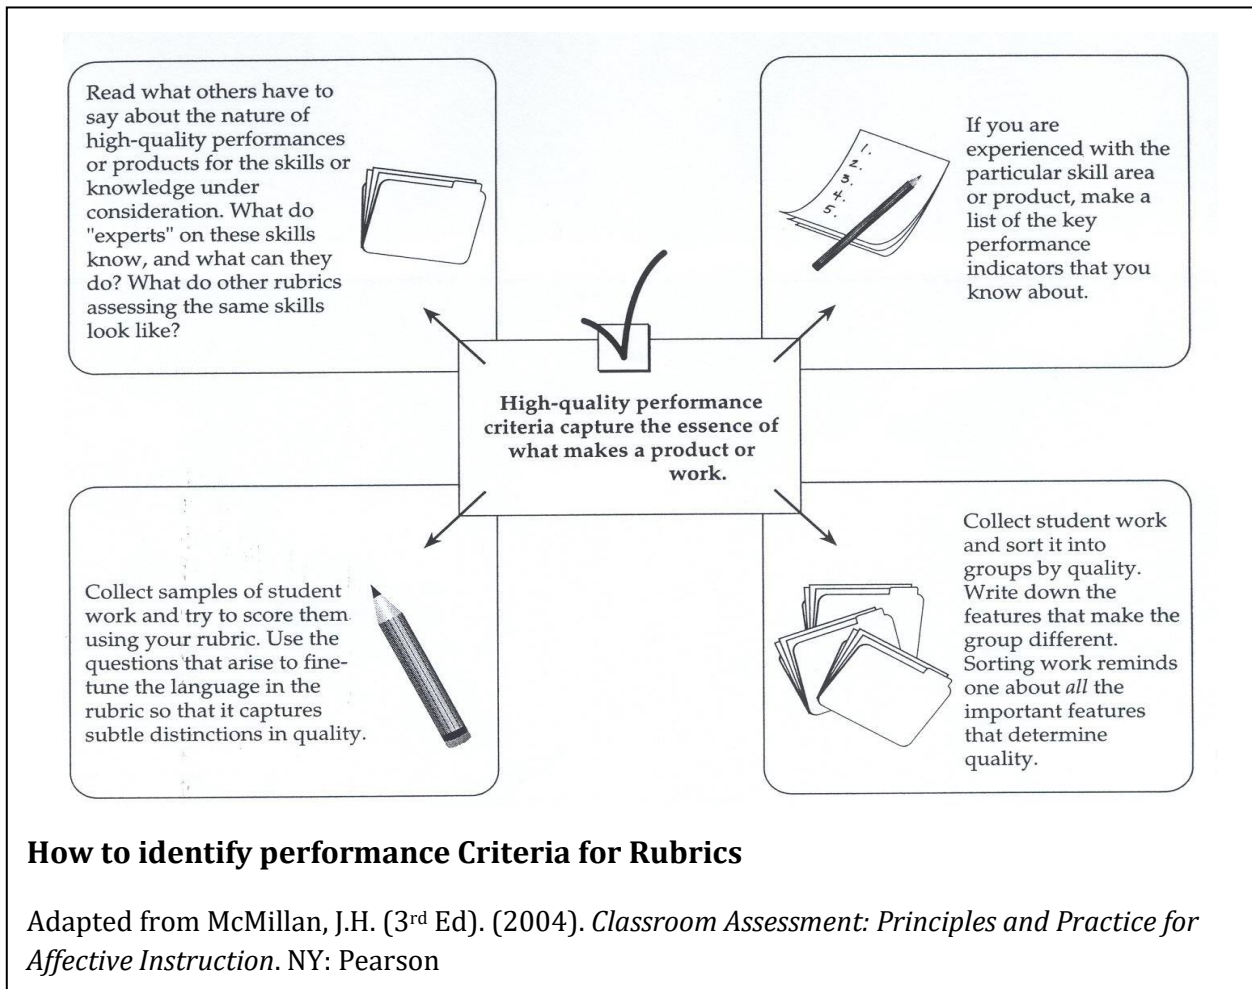 Read what others have to
say about the nature of
high-quality performances
or products for the skills or
knowledge under
consideration. What do
"experts" on these skills
know, and what can they
do? What do other rubrics
assessing the same skills
look like?
1.
2.
3.
4.
5.
If you are
experienced with the
particular skill area
or product, make a
list of the key
performance
indicators that you
know about.
High-quality performance
criteria capture the essence of
what makes a product or
work.
Collect samples of student
work and try to score them
using your rubric. Use the
questions that arise to fine-
tune the language in the
rubric so that it captures
subtle distinctions in quality.
Collect student work
and sort it into
groups by quality.
Write down the
features that make the
group different.
Sorting work reminds
one about all the
important features
that determine
quality.
How to identify performance Criteria for Rubrics
Adapted from McMillan, J.H. (3rd Ed). (2004). Classroom Assessment: Principles and Practice for
Affective Instruction. NY: Pearson